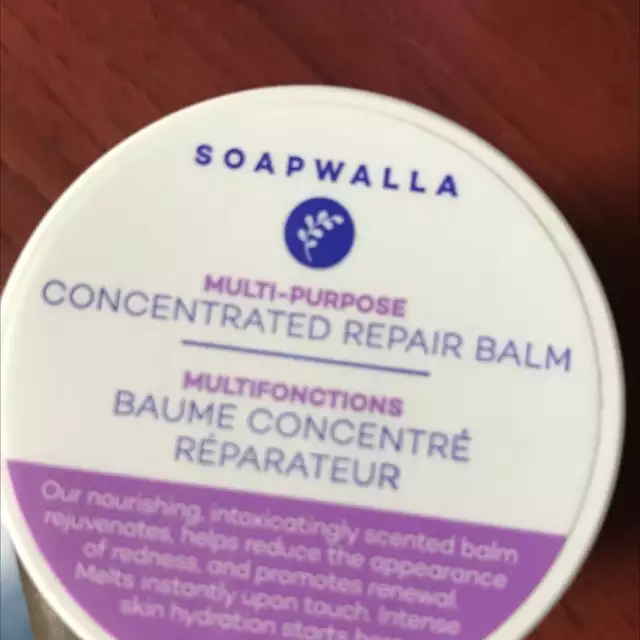 SOAPWALLA
MULTI-PURPOSE
CONCENTRATED REPAIR BALM
MULTIFONCTIONS
BAUME CONCENTRÉ
RÉPARATEUR
Our nourishing, intoxicatingly scented balm
rejuvenates, helps reduce the appearance
of redness, and promotes renewal.
Melts instantly upon touch. Intense
skin hydration starts